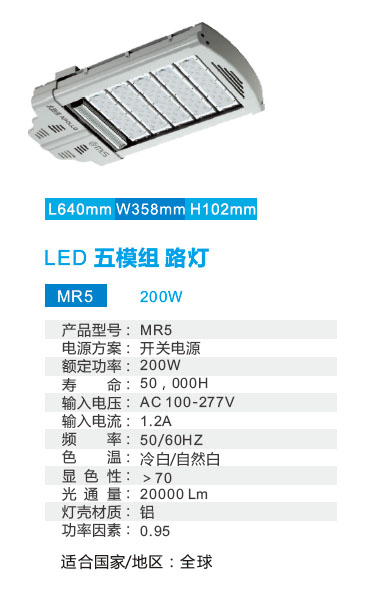 L640mm W358mm H102mm
LED 五模组 路灯
MR5 200W
产品型号：MR5
电源方案：开关电源
额定功率：200W
寿 命：50，000H
输入电压：AC 100-277V
输入电流：1.2A
频 率：50/60HZ
色 温：冷白/自然白
显 色 性：＞70
光 通 量：20000 Lm
灯壳材质：铝
功率因素：0.95
适合国家/地区：全球